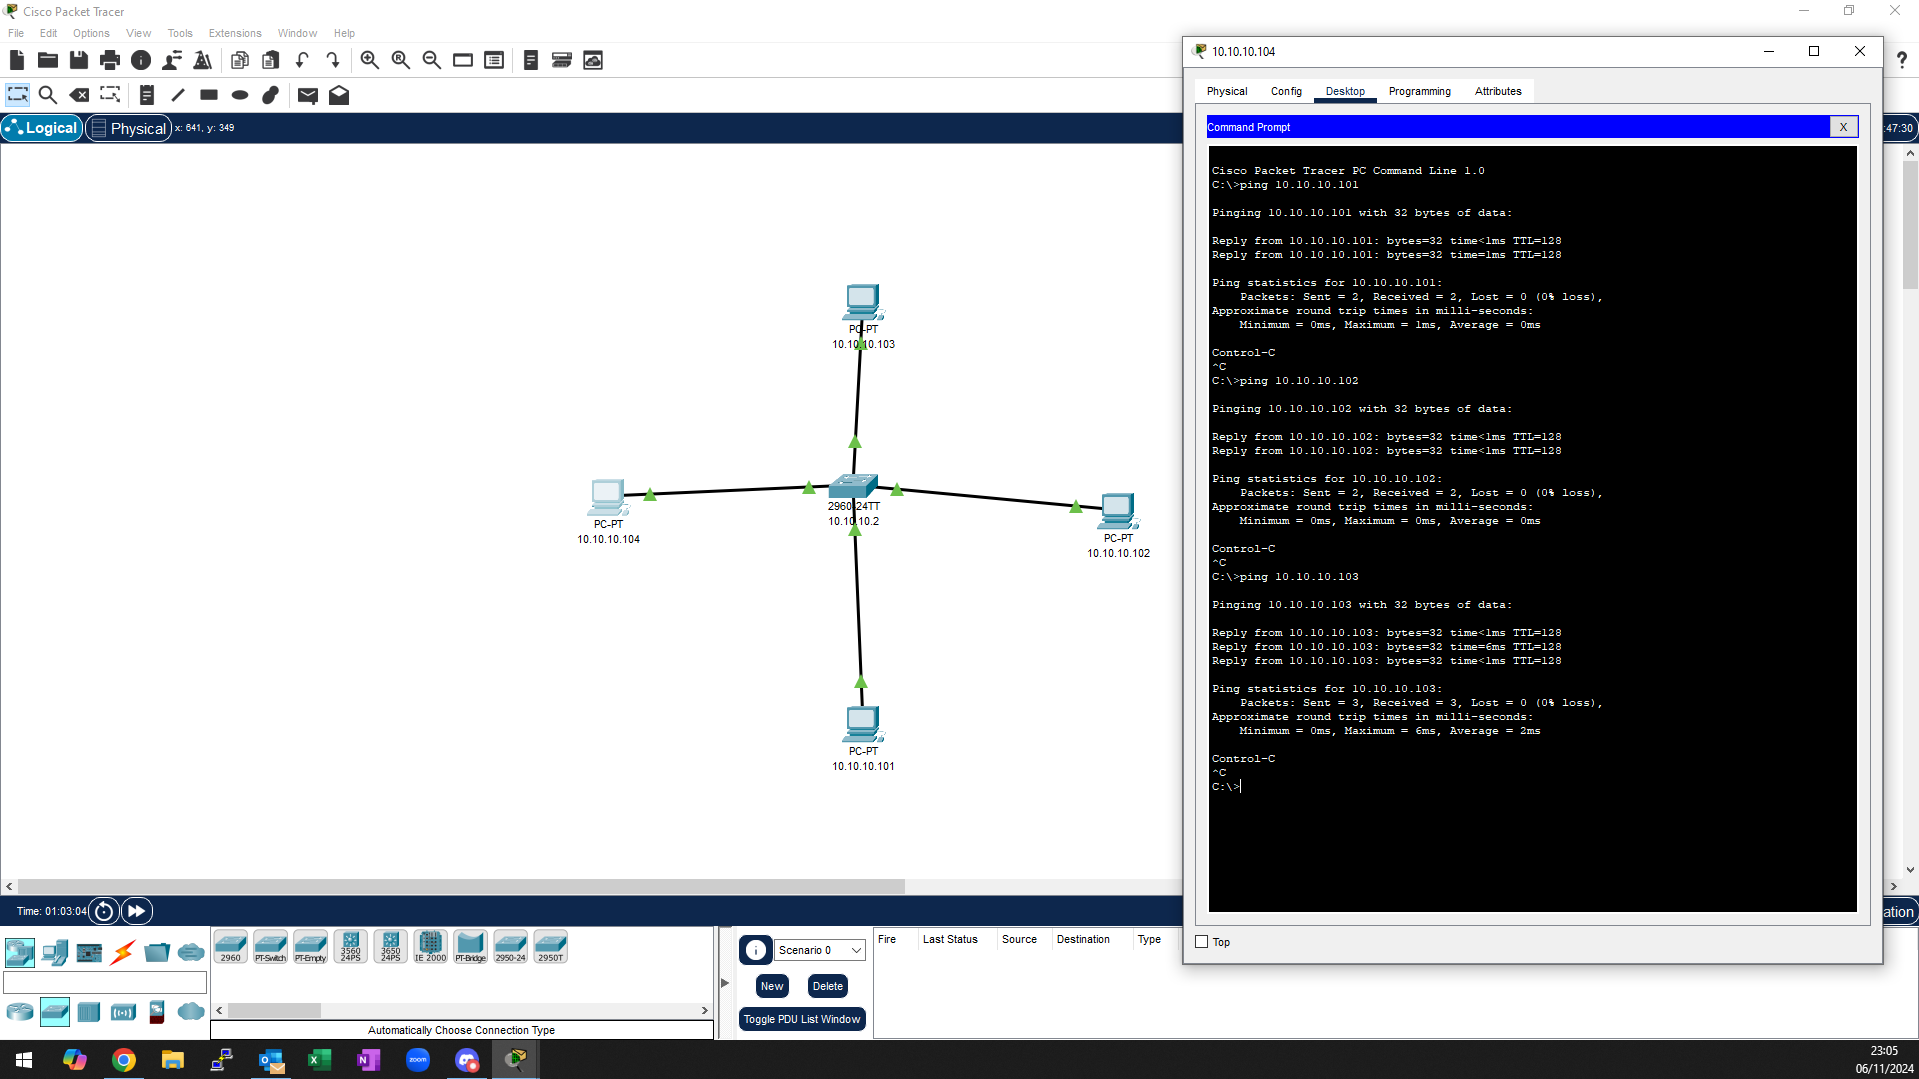 Cisco Packet Tracer
File Edit Options View Tools Extensions Window Help
Logical Physical x: 641, y: 349
:47:30
PC-PT
10.10.10.103
PC-PT
10.10.10.104
2960-24TT
10.10.10.2
PC-PT
10.10.10.102
PC-PT
10.10.10.101
Time: 01:03:04
ation
2960 PT-Switch PT-Empty 3560 24PS 3650 24PS IE 2000 PT-Bridge 2950-24 2950T
Automatically Choose Connection Type
Scenario 0
New Delete
Toggle PDU List Window
Fire Last Status Source Destination Type
10.10.10.104
Physical Config Desktop Programming Attributes
Command Prompt
X
Cisco Packet Tracer PC Command Line 1.0
C:\>ping 10.10.10.101
Pinging 10.10.10.101 with 32 bytes of data:
Reply from 10.10.10.101: bytes=32 time<1ms TTL=128
Reply from 10.10.10.101: bytes=32 time=1ms TTL=128
Ping statistics for 10.10.10.101:
Packets: Sent = 2, Received = 2, Lost = 0 (0% loss),
Approximate round trip times in milli-seconds:
Minimum = 0ms, Maximum = 1ms, Average = 0ms
Control-C
^C
C:\>ping 10.10.10.102
Pinging 10.10.10.102 with 32 bytes of data:
Reply from 10.10.10.102: bytes=32 time<1ms TTL=128
Reply from 10.10.10.102: bytes=32 time<1ms TTL=128
Ping statistics for 10.10.10.102:
Packets: Sent = 2, Received = 2, Lost = 0 (0% loss),
Approximate round trip times in milli-seconds:
Minimum = 0ms, Maximum = 0ms, Average = 0ms
Control-C
^C
C:\>ping 10.10.10.103
Pinging 10.10.10.103 with 32 bytes of data:
Reply from 10.10.10.103: bytes=32 time<1ms TTL=128
Reply from 10.10.10.103: bytes=32 time=6ms TTL=128
Reply from 10.10.10.103: bytes=32 time<1ms TTL=128
Ping statistics for 10.10.10.103:
Packets: Sent = 3, Received = 3, Lost = 0 (0% loss),
Approximate round trip times in milli-seconds:
Minimum = 0ms, Maximum = 6ms, Average = 2ms
Control-C
^C
C:\>
Top
zoom
23:05
06/11/2024